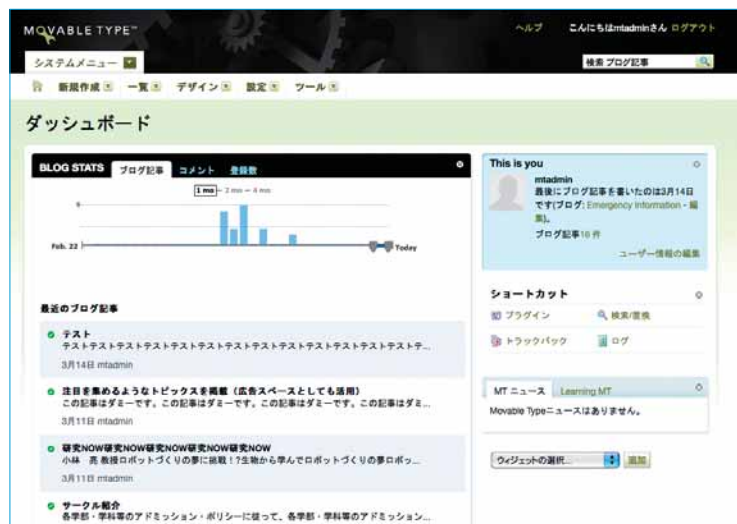 MOVABLE TYPE™
ヘルプ こんにちはmtadminさん ログアウト
システムメニュー
検索 ブログ記事
新規作成 一覧 デザイン 設定 ツール
ダッシュボード
BLOG STATS ブログ記事 コメント 登録数
1 mo – 2 mo – 4 mo
6
Feb. 22
Today
最近のブログ記事
テスト
テストテストテストテストテストテストテストテストテストテストテストテストテ...
3月14日 mtadmin
注目を集めるようなトピックスを掲載（広告スペースとしても活用）
この記事はダミーです。この記事はダミーです。この記事はダミーです。この記事はダミ...
3月11日 mtadmin
研究NOW研究NOW研究NOW研究NOW研究NOW
小林 亮 教授ロボットづくりの夢に挑戦！?生物から学んでロボットづくりの夢ロボッ...
3月11日 mtadmin
サークル紹介
各学部・学科等のアドミッション・ポリシーに従って、各学部・学科等のアドミッション...
This is you
mtadmin
最後にブログ記事を書いたのは3月14日
です(ブログ: Emergency Information - 編
集)。
ブログ記事16 件
ユーザー情報の編集
ショートカット
プラグイン 検索/置換
トラックバック ログ
MT ニュース Learning MT
Movable Typeニュースはありません。
ウィジェットの選択... 追加